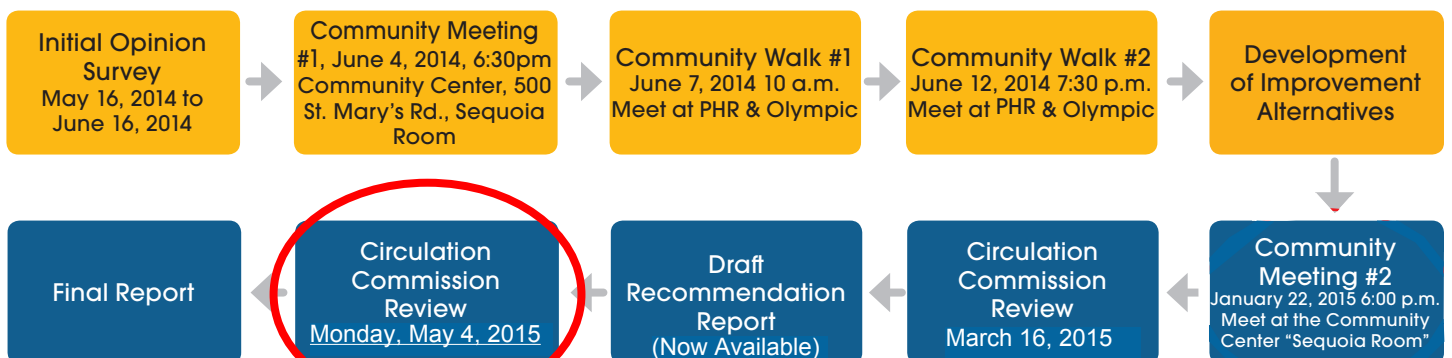 Initial Opinion
Survey
May 16, 2014 to
June 16, 2014
Community Meeting
#1, June 4, 2014, 6:30pm
Community Center, 500
St. Mary's Rd., Sequoia
Room
Community Walk #1
June 7, 2014 10 a.m.
Meet at PHR & Olympic
Community Walk #2
June 12, 2014 7:30 p.m.
Meet at PHR & Olympic
Development
of Improvement
Alternatives
Community
Meeting #2
January 22, 2015 6:00 p.m.
Meet at the Community
Center "Sequoia Room"
Circulation
Commission
Review
March 16, 2015
Draft
Recommendation
Report
(Now Available)
Circulation
Commission
Review
Monday, May 4, 2015
Final Report